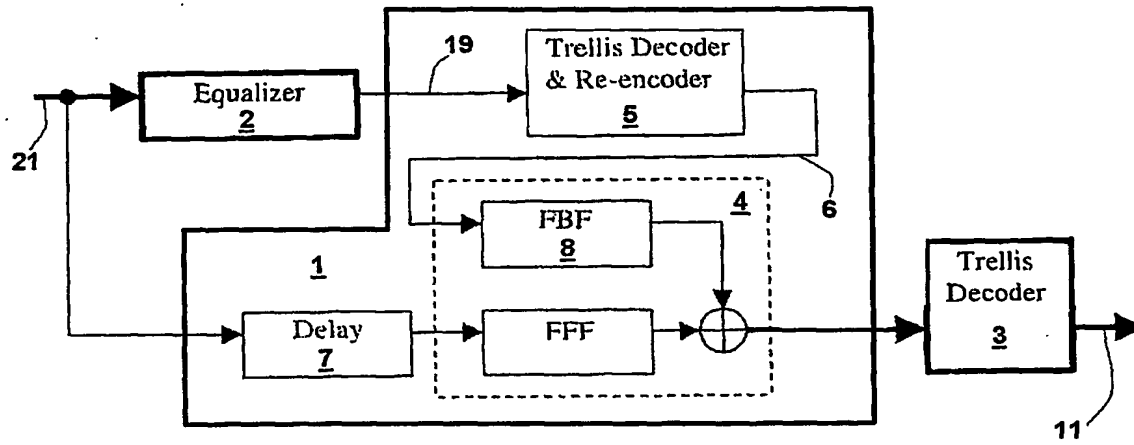 19
Trellis Decoder
& Re-encoder
5
Equalizer
2
21
4
6
FBF
8
1
Delay
7
FFF
Trellis
Decoder
3
11